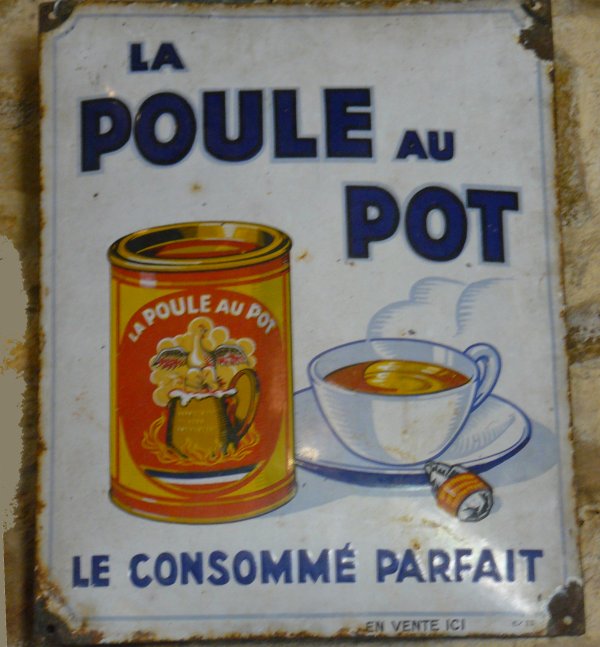 LA
POULE AU
POT
LA POULE AU POT
LE CONSOMMÉ PARFAIT
EN VENTE ICI